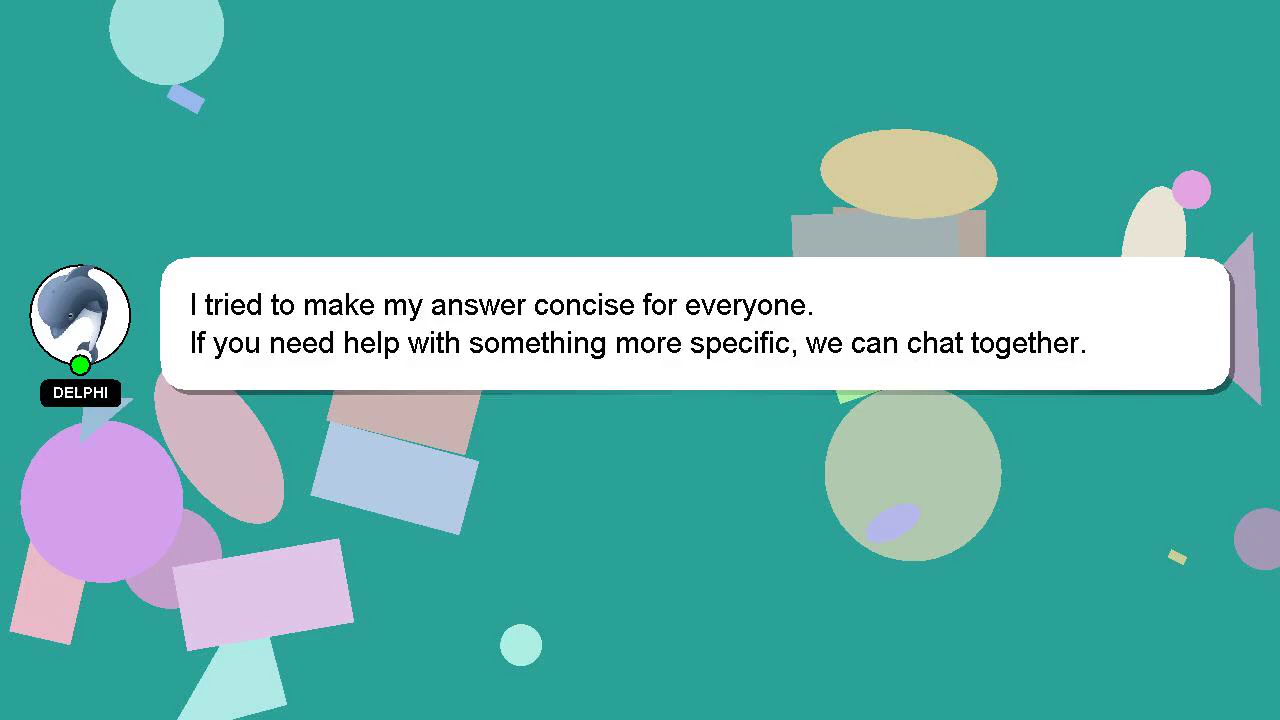 I tried to make my answer concise for everyone.
If you need help with something more specific, we can chat together.
DELPHI